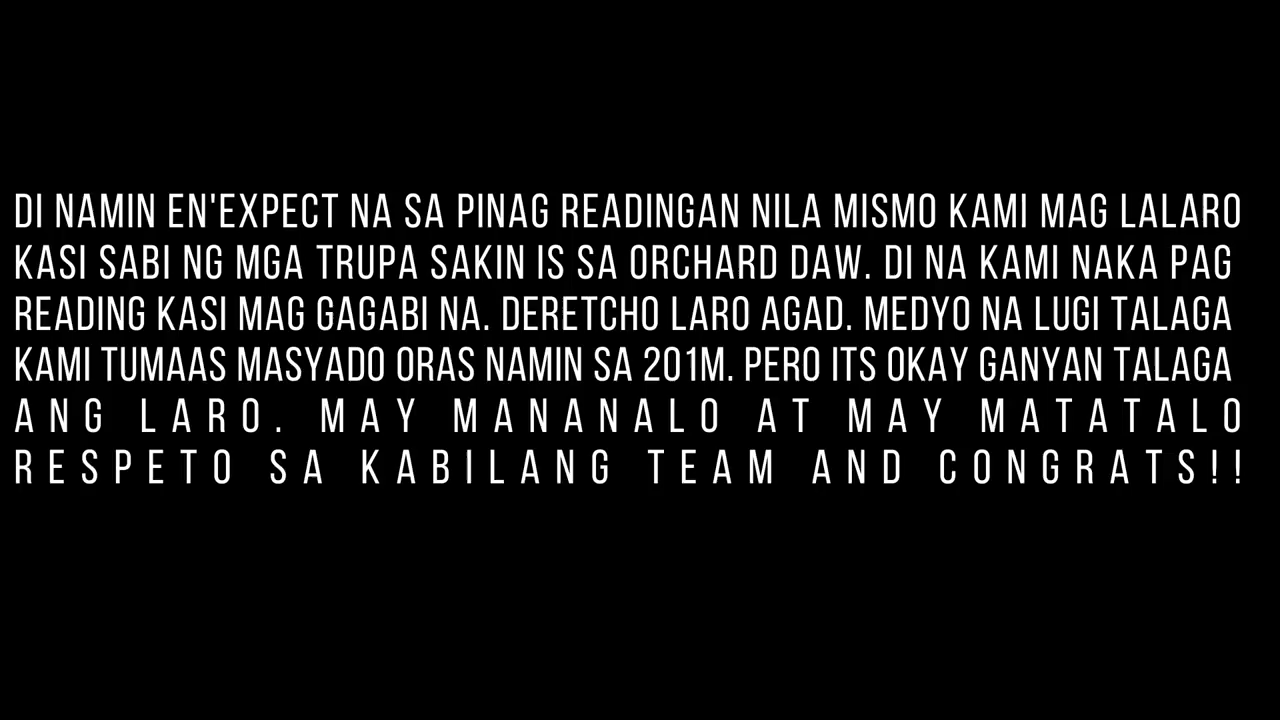 DI NAMIN EN'EXPECT NA SA PINAG READINGAN NILA MISMO KAMI MAG LALARO
KASI SABI NG MGA TRUPA SAKIN IS SA ORCHARD DAW. DI NA KAMI NAKA PAG
READING KASI MAG GAGABI NA. DERETCHO LARO AGAD. MEDYO NA LUGI TALAGA
KAMI TUMAAS MASYADO ORAS NAMIN SA 201M. PERO ITS OKAY GANYAN TALAGA
ANG LARO. MAY MANANALO AT MAY MATATALO
RESPETO SA KABILANG TEAM AND CONGRATS!!